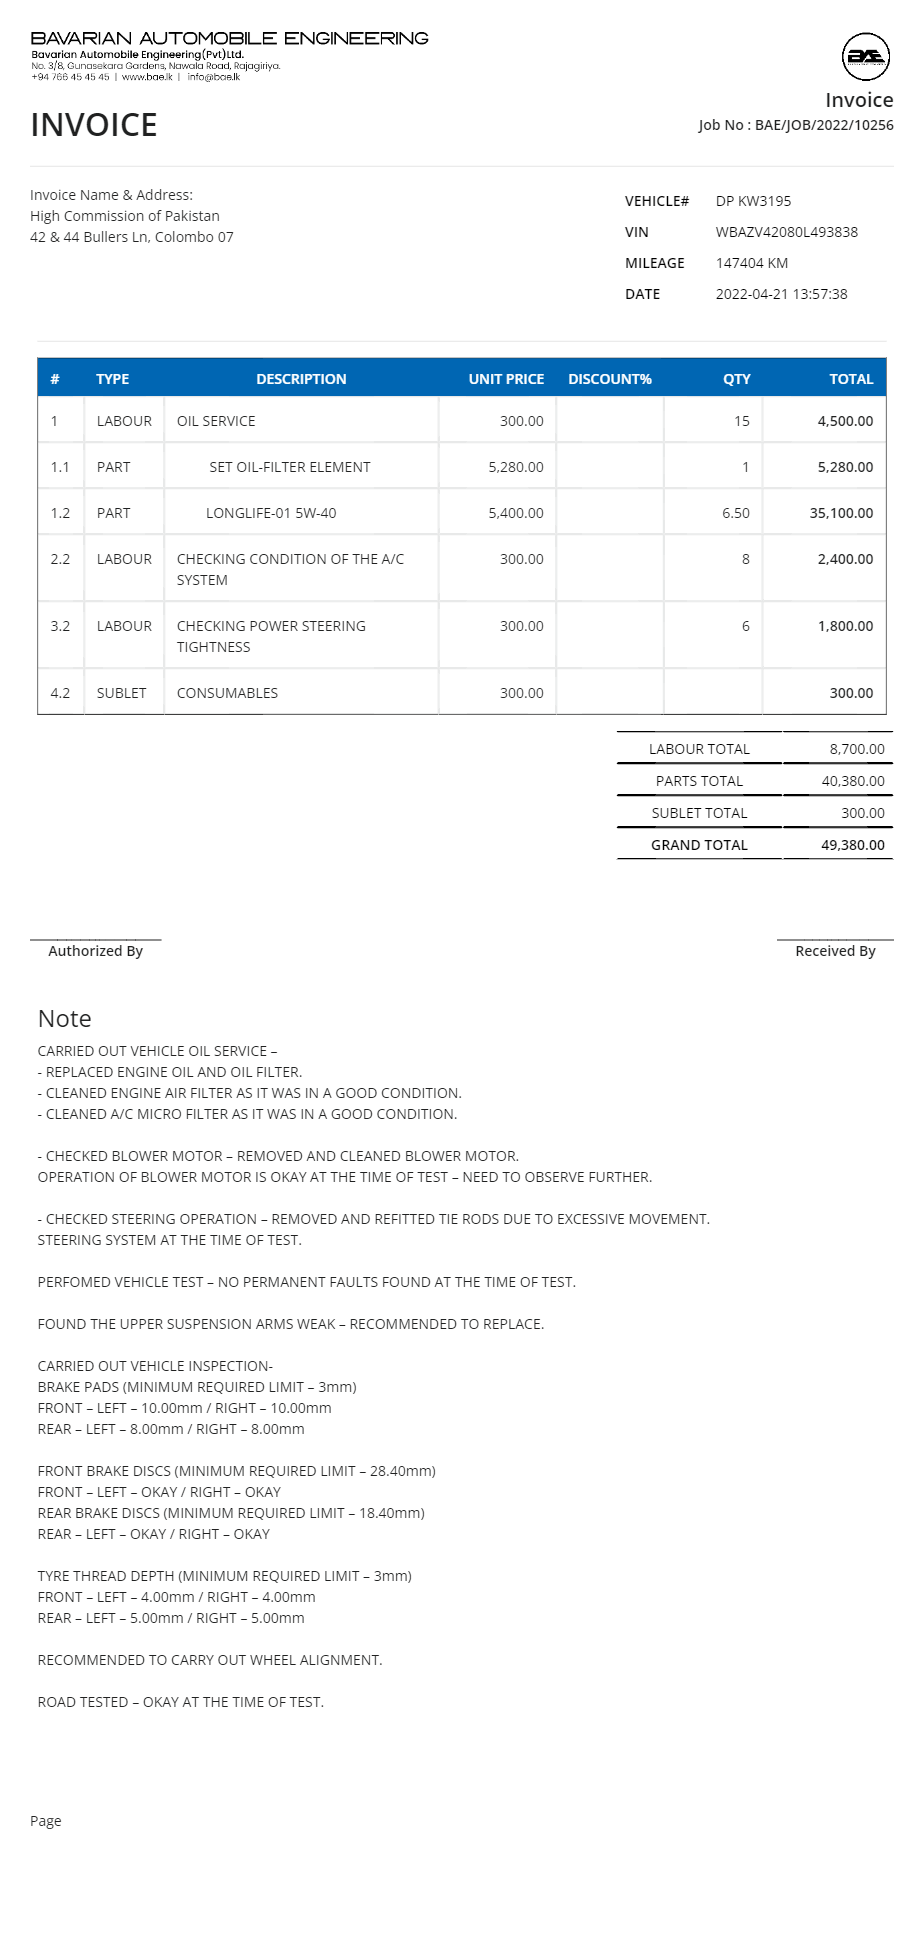 BAVARIAN AUTOMOBILE ENGINEERING
Bavarian Automobile Engineering(Pvt)Ltd.
No. 3/8, Gunasekara Gardens, Nawala Road, Rajagiriya.
+94 766 45 45 45 | www.bae.lk | info@bae.lk
BAE
Invoice
INVOICE
Job No : BAE/JOB/2022/10256
Invoice Name & Address:
High Commission of Pakistan
42 & 44 Bullers Ln, Colombo 07
VEHICLE# DP KW3195
VIN WBAZV42080L493838
MILEAGE 147404 KM
DATE 2022-04-21 13:57:38
# TYPE DESCRIPTION UNIT PRICE DISCOUNT% QTY TOTAL
1 LABOUR OIL SERVICE 300.00 15 4,500.00
1.1 PART SET OIL-FILTER ELEMENT 5,280.00 1 5,280.00
1.2 PART LONGLIFE-01 5W-40 5,400.00 6.50 35,100.00
2.2 LABOUR CHECKING CONDITION OF THE A/C 300.00 8 2,400.00
SYSTEM
3.2 LABOUR CHECKING POWER STEERING 300.00 6 1,800.00
TIGHTNESS
4.2 SUBLET CONSUMABLES 300.00 300.00
LABOUR TOTAL 8,700.00
PARTS TOTAL 40,380.00
SUBLET TOTAL 300.00
GRAND TOTAL 49,380.00
Authorized By Received By
Note
CARRIED OUT VEHICLE OIL SERVICE –
- REPLACED ENGINE OIL AND OIL FILTER.
- CLEANED ENGINE AIR FILTER AS IT WAS IN A GOOD CONDITION.
- CLEANED A/C MICRO FILTER AS IT WAS IN A GOOD CONDITION.
- CHECKED BLOWER MOTOR – REMOVED AND CLEANED BLOWER MOTOR.
OPERATION OF BLOWER MOTOR IS OKAY AT THE TIME OF TEST – NEED TO OBSERVE FURTHER.
- CHECKED STEERING OPERATION – REMOVED AND REFITTED TIE RODS DUE TO EXCESSIVE MOVEMENT.
STEERING SYSTEM AT THE TIME OF TEST.
PERFOMED VEHICLE TEST – NO PERMANENT FAULTS FOUND AT THE TIME OF TEST.
FOUND THE UPPER SUSPENSION ARMS WEAK – RECOMMENDED TO REPLACE.
CARRIED OUT VEHICLE INSPECTION-
BRAKE PADS (MINIMUM REQUIRED LIMIT – 3mm)
FRONT – LEFT – 10.00mm / RIGHT – 10.00mm
REAR – LEFT – 8.00mm / RIGHT – 8.00mm
FRONT BRAKE DISCS (MINIMUM REQUIRED LIMIT – 28.40mm)
FRONT – LEFT – OKAY / RIGHT – OKAY
REAR BRAKE DISCS (MINIMUM REQUIRED LIMIT – 18.40mm)
REAR – LEFT – OKAY / RIGHT – OKAY
TYRE THREAD DEPTH (MINIMUM REQUIRED LIMIT – 3mm)
FRONT – LEFT – 4.00mm / RIGHT – 4.00mm
REAR – LEFT – 5.00mm / RIGHT – 5.00mm
RECOMMENDED TO CARRY OUT WHEEL ALIGNMENT.
ROAD TESTED – OKAY AT THE TIME OF TEST.
Page